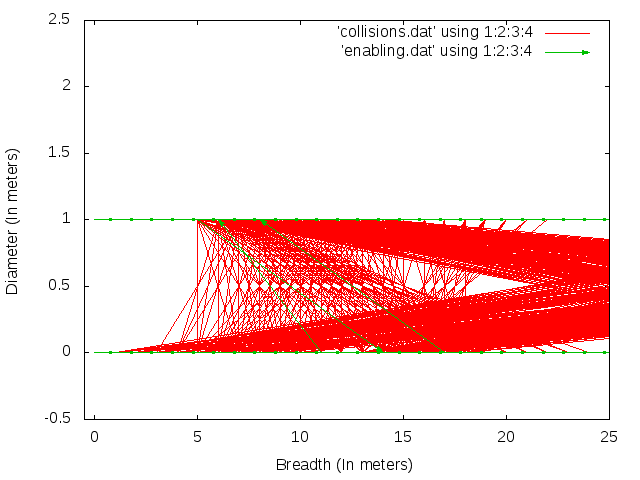 2.5
'collisions.dat' using 1:2:3:4
'enabling.dat' using 1:2:3:4
2
1.5
1
0.5
0
-0.5
0 5 10 15 20 25
Diameter (In meters)
Breadth (In meters)